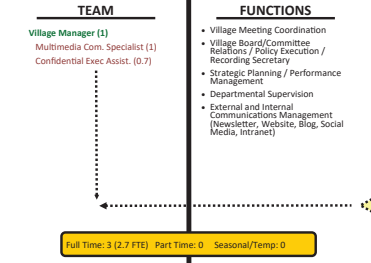 TEAM
Village Manager (1)
Multimedia Com. Specialist (1)
Confidential Exec Assist. (0.7)
FUNCTIONS
• Village Meeting Coordination
• Village Board/Committee
Relations / Policy Execution /
Recording Secretary
• Strategic Planning / Performance
Management
• Departmental Supervision
• External and Internal
Communications Management
(Newsletter, Website, Blog, Social
Media, Intranet)
Full Time: 3 (2.7 FTE) Part Time: 0 Seasonal/Temp: 0